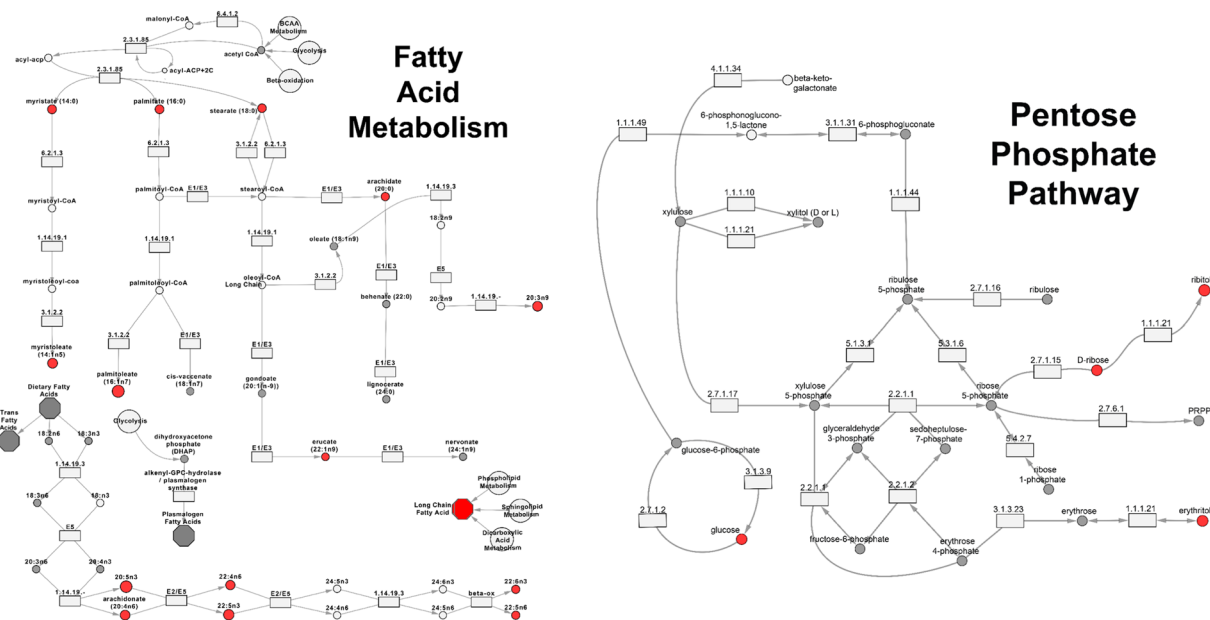 Fatty
Acid
Metabolism
malonyl-CoA
6.4.1.2
BCAA
Metabolism
2.3.1.85
acetyl CoA
Glycolysis
acyl-acp
acyl-ACP+2C
2.3.1.85
Beta-oxidation
myristate (14:0)
palmitate (16:0)
stearate (18:0)
6.2.1.3
6.2.1.3
3.1.2.2
6.2.1.3
palmitoyl-CoA
E1/E3
stearoyl-CoA
E1/E3
arachidate
(20:0)
1.14.19.3
myristoyl-CoA
18:2n9
1.14.19.1
1.14.19.1
1.14.19.1
oleate (18:1n9)
E1/E3
E5
myristoleoyl-coa
palmitoleoyl-CoA
oleoyl-CoA
Long Chain
3.1.2.2
behenate (22:0)
20:2n9
1.14.19.-
20:3n9
3.1.2.2
3.1.2.2
E1/E3
E1/E3
E1/E3
myristoleate
(14:1n5)
palmitoleate
(16:1n7)
cis-vaccenate
(18:1n7)
gondoate
(20:1(n-9))
lignocerate
(24:0)
Dietary Fatty
Acids
Trans
Fatty
Acids
Glycolysis
18:2n6
18:3n3
dihydroxyacetone
phosphate
(DHAP)
E1/E3
erucate
(22:1n9)
E1/E3
nervonate
(24:1n9)
1.14.19.3
alkenyl-GPC-hydrolase
/ plasmalogen
synthase
18:3n6
18:n3
Plasmalogen
Fatty Acids
Long Chain
Fatty Acid
Phospholipid
Metabolism
Sphingolipid
Metabolism
Dicarboxylic
Acid
Metabolism
E5
20:3n6
20:4n3
1.14.19.-
20:5n3
arachidonate
(20:4n6)
E2/E5
22:4n6
22:5n3
E2/E5
24:5n3
24:4n6
1.14.19.3
24:6n3
24:5n6
beta-ox
22:6n3
22:5n6
Pentose
Phosphate
Pathway
4.1.1.34
beta-keto-
galactonate
1.1.1.49
6-phosphonoglucono-
1,5-lactone
3.1.1.31
6-phosphogluconate
1.1.1.10
1.1.1.44
xylulose
xylitol (D or L)
1.1.1.21
ribulose
5-phosphate
2.7.1.16
ribulose
ribito
1.1.1.21
5.1.3.1
5.3.1.6
2.7.1.15
D-ribose
2.7.1.17
xylulose
5-phosphate
2.2.1.1
ribose
5-phosphate
2.7.6.1
PRPP
glyceraldehyde
3-phosphate
sedoheptulose-
7-phosphate
5.4.2.7
glucose-6-phosphate
3.1.3.9
2.2.1.1
2.2.1.2
ribose
1-phosphate
2.7.1.2
glucose
fructose-6-phosphate
erythrose
4-phosphate
3.1.3.23
erythrose
1.1.1.21
erythritol